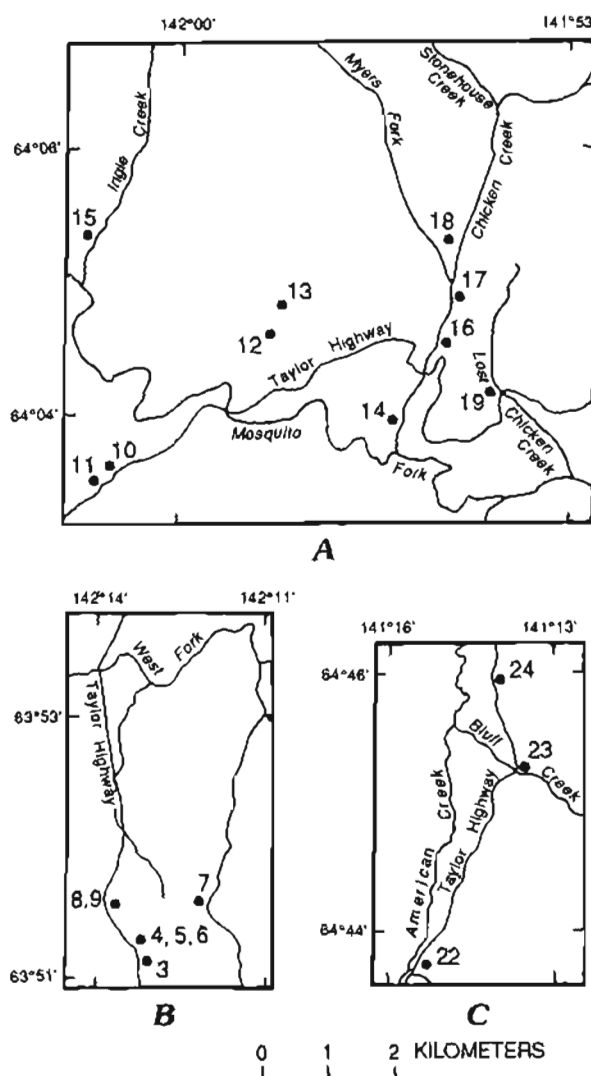 142°00'
141°53'
64°06'
Ingle Creek
Myers Fork
Stonehouse Creek
Chicken Creek
15
18
17
13
12
16
Taylor Highway
Lost
19
64°04'
14
Mosquito Fork
Chicken Creek
11
10
A
142°14'
142°11'
West Fork
63°53'
Taylor Highway
7
8,9
4, 5, 6
3
63°51'
B
141°16'
141°13'
64°46'
24
Bluff Creek
23
American Creek
Taylor Highway
64°44'
22
C
0 1 2 KILOMETERS